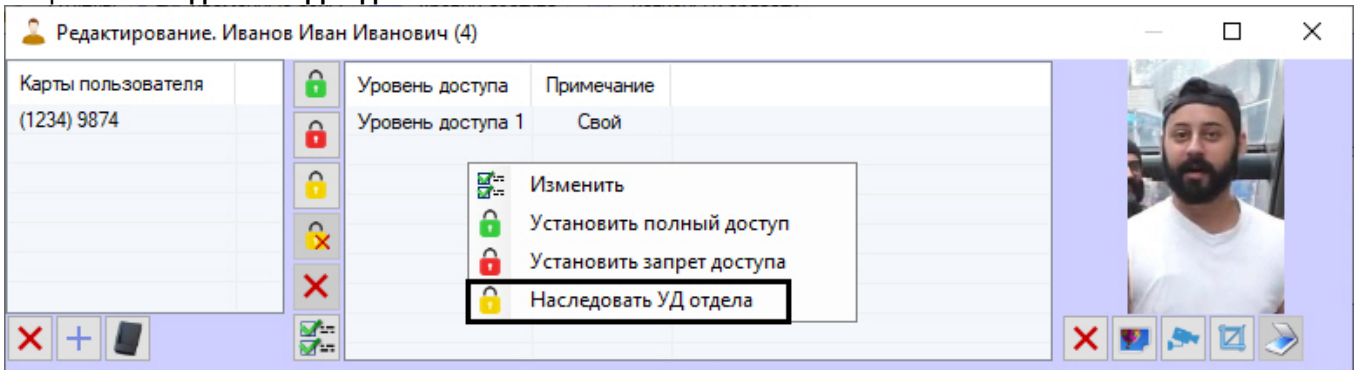 Редактирование. Иванов Иван Иванович (4)
Карты пользователя
(1234) 9874
Уровень доступа Примечание
Уровень доступа 1 Свой
Изменить
Установить полный доступ
Установить запрет доступа
Наследовать УД отдела